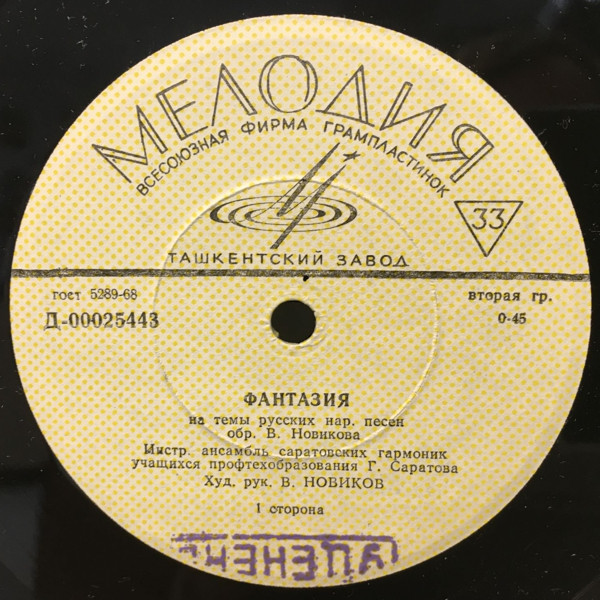 МЕЛОДИЯ
ВСЕСОЮЗНАЯ ФИРМА ГРАМПЛАСТИНОК
33
ТАШКЕНТСКИЙ ЗАВОД
гост 5289-68
вторая гр.
Д-00025443
0-45
ФАНТАЗИЯ
на темы русских нар. песен
обр. В. Новикова
Инстр. ансамбль саратовских гармоник
учащихся профтехобразования Г. Саратова
Худ. рук. В. НОВИКОВ
I сторона